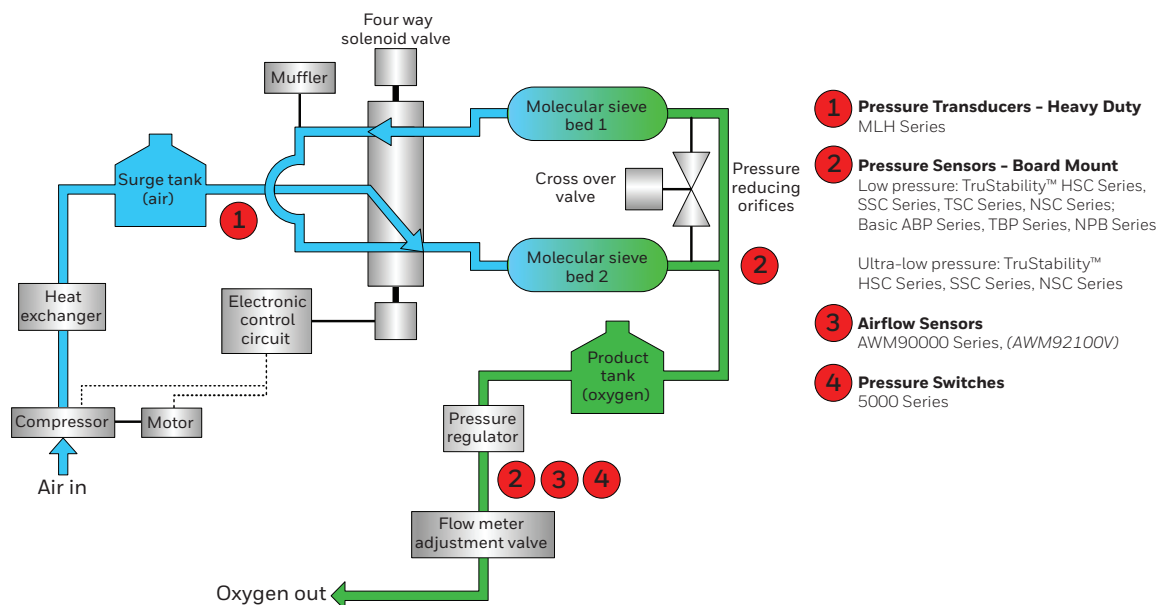 Four way
solenoid valve
Muffler
Molecular sieve
bed 1
Surge tank
(air)
1
Cross over
valve
Pressure
reducing
orifices
Molecular sieve
bed 2
2
Heat
exchanger
Electronic
control
circuit
Product
tank
(oxygen)
Compressor
Motor
Pressure
regulator
Air in
2 3 4
Flow meter
adjustment valve
Oxygen out
1 Pressure Transducers - Heavy Duty
MLH Series
2 Pressure Sensors - Board Mount
Low pressure: TruStability™ HSC Series,
SSC Series, TSC Series, NSC Series;
Basic ABP Series, TBP Series, NPB Series
Ultra-low pressure: TruStability™
HSC Series, SSC Series, NSC Series
3 Airflow Sensors
AWM90000 Series, (AWM92100V)
4 Pressure Switches
5000 Series